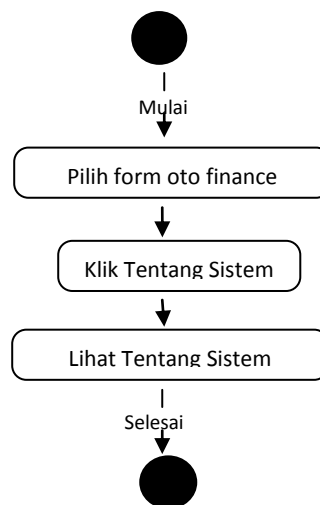 Mulai
Pilih form oto finance
Klik Tentang Sistem
Lihat Tentang Sistem
Selesai